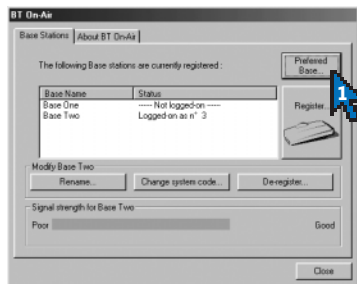 BT On-Air
Base Stations About BT On-Air
The following Base stations are currently registered :
Preferred
Base...
1
Base Name Status
Base One ----- Not logged-on -----
Base Two Logged-on as n° 3
Register...
Modify Base Two
Rename... Change system code... De-register...
Signal strength for Base Two
Poor Good
Close